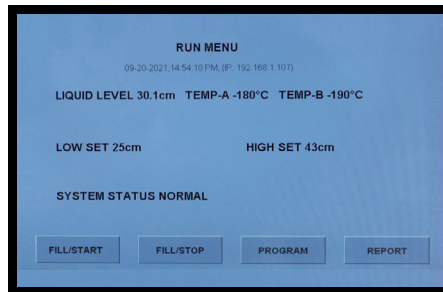 RUN MENU
09-20-2021,14:54:10 PM, (IP: 192.168.1.107)
LIQUID LEVEL 30.1cm TEMP-A -180°C TEMP-B -190°C
LOW SET 25cm HIGH SET 43cm
SYSTEM STATUS NORMAL
FILL/START FILL/STOP PROGRAM REPORT